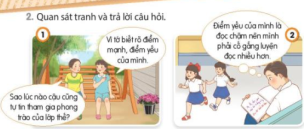 2. Quan sát tranh và trả lời câu hỏi.
1
Vì tớ biết rõ điểm
mạnh, điểm yếu
của mình.
Sao lúc nào cậu cũng
tự tin tham gia phong
trào của lớp thế?
2
Điểm yếu của mình là
đọc chậm nên mình
phải cố gắng luyện
đọc nhiều hơn.